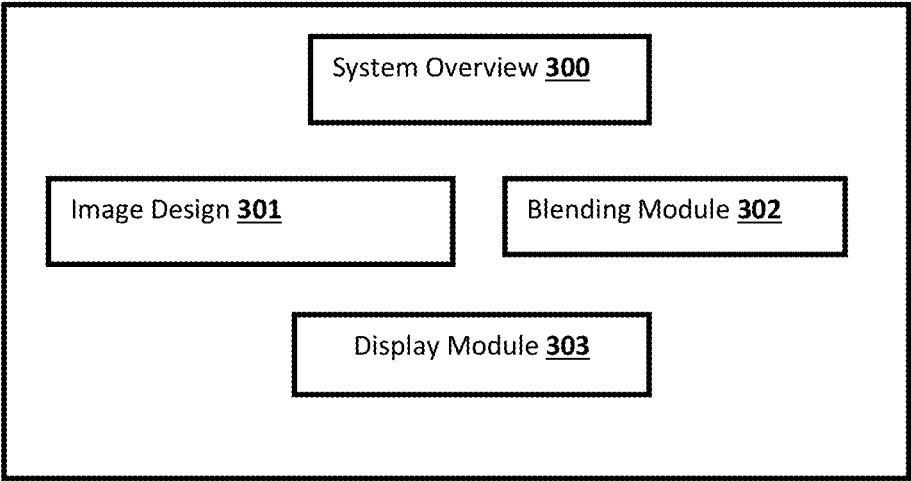 System Overview 300
Image Design 301
Blending Module 302
Display Module 303